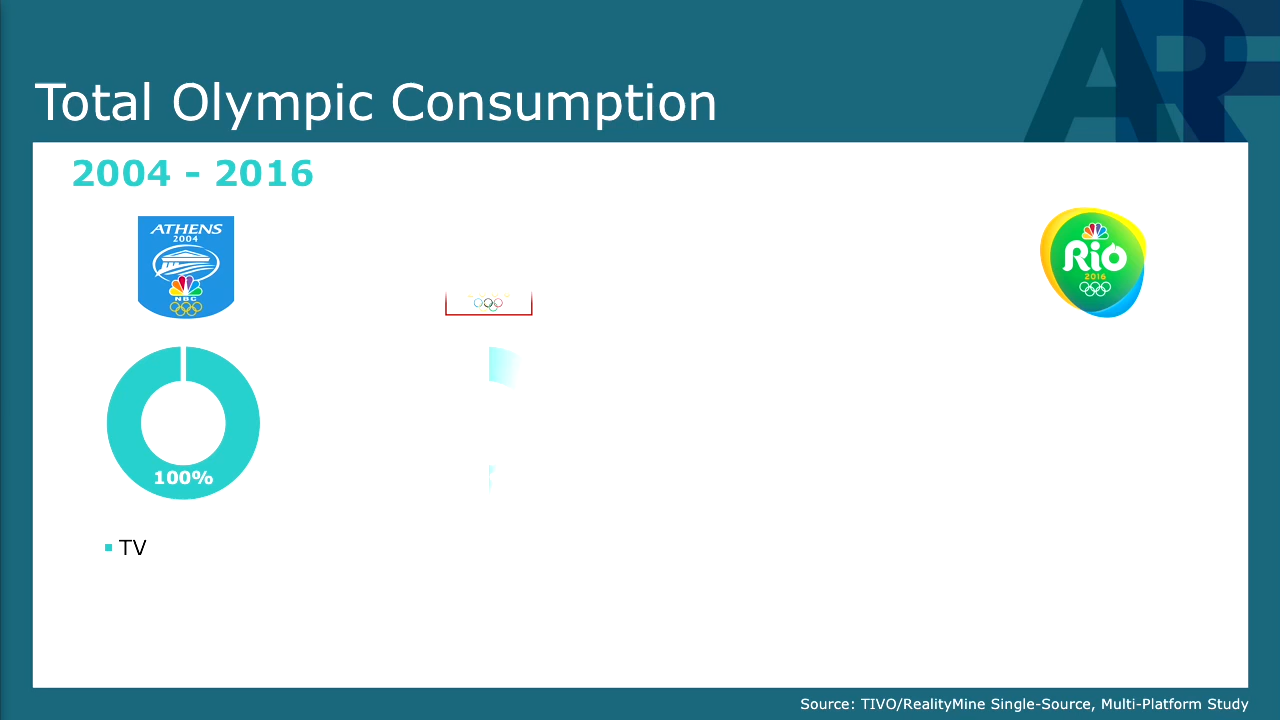 Total Olympic Consumption
2004 - 2016
ATHENS
2004
NBC
Rio
2016
100%
TV
Source: TIVO/RealityMine Single-Source, Multi-Platform Study